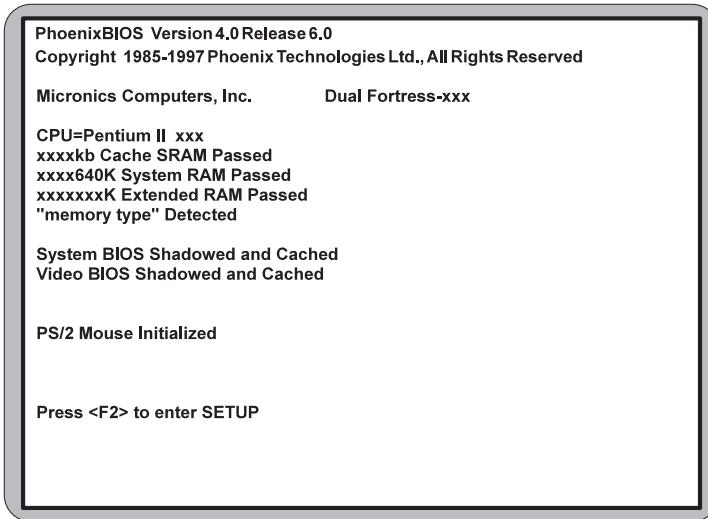 PhoenixBIOS Version 4.0 Release 6.0
Copyright 1985-1997 Phoenix Technologies Ltd., All Rights Reserved
Micronics Computers, Inc. Dual Fortress-xxx
CPU=Pentium II xxx
xxxxkb Cache SRAM Passed
xxxx640K System RAM Passed
xxxxxxxK Extended RAM Passed
"memory type" Detected
System BIOS Shadowed and Cached
Video BIOS Shadowed and Cached
PS/2 Mouse Initialized
Press <F2> to enter SETUP